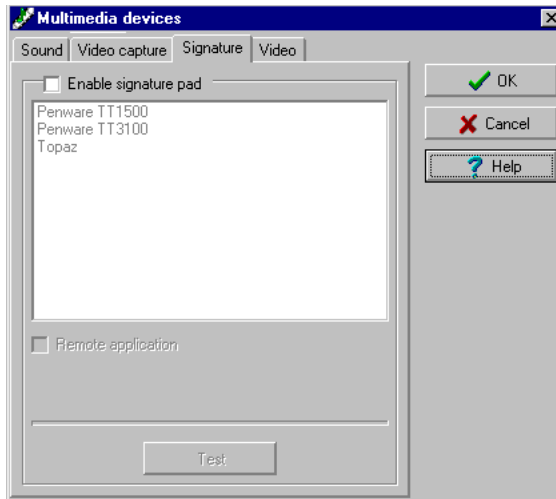 Multimedia devices
Sound Video capture Signature Video
Enable signature pad
Penware TT1500
Penware TT3100
Topaz
Remote application
Test
OK
Cancel
Help